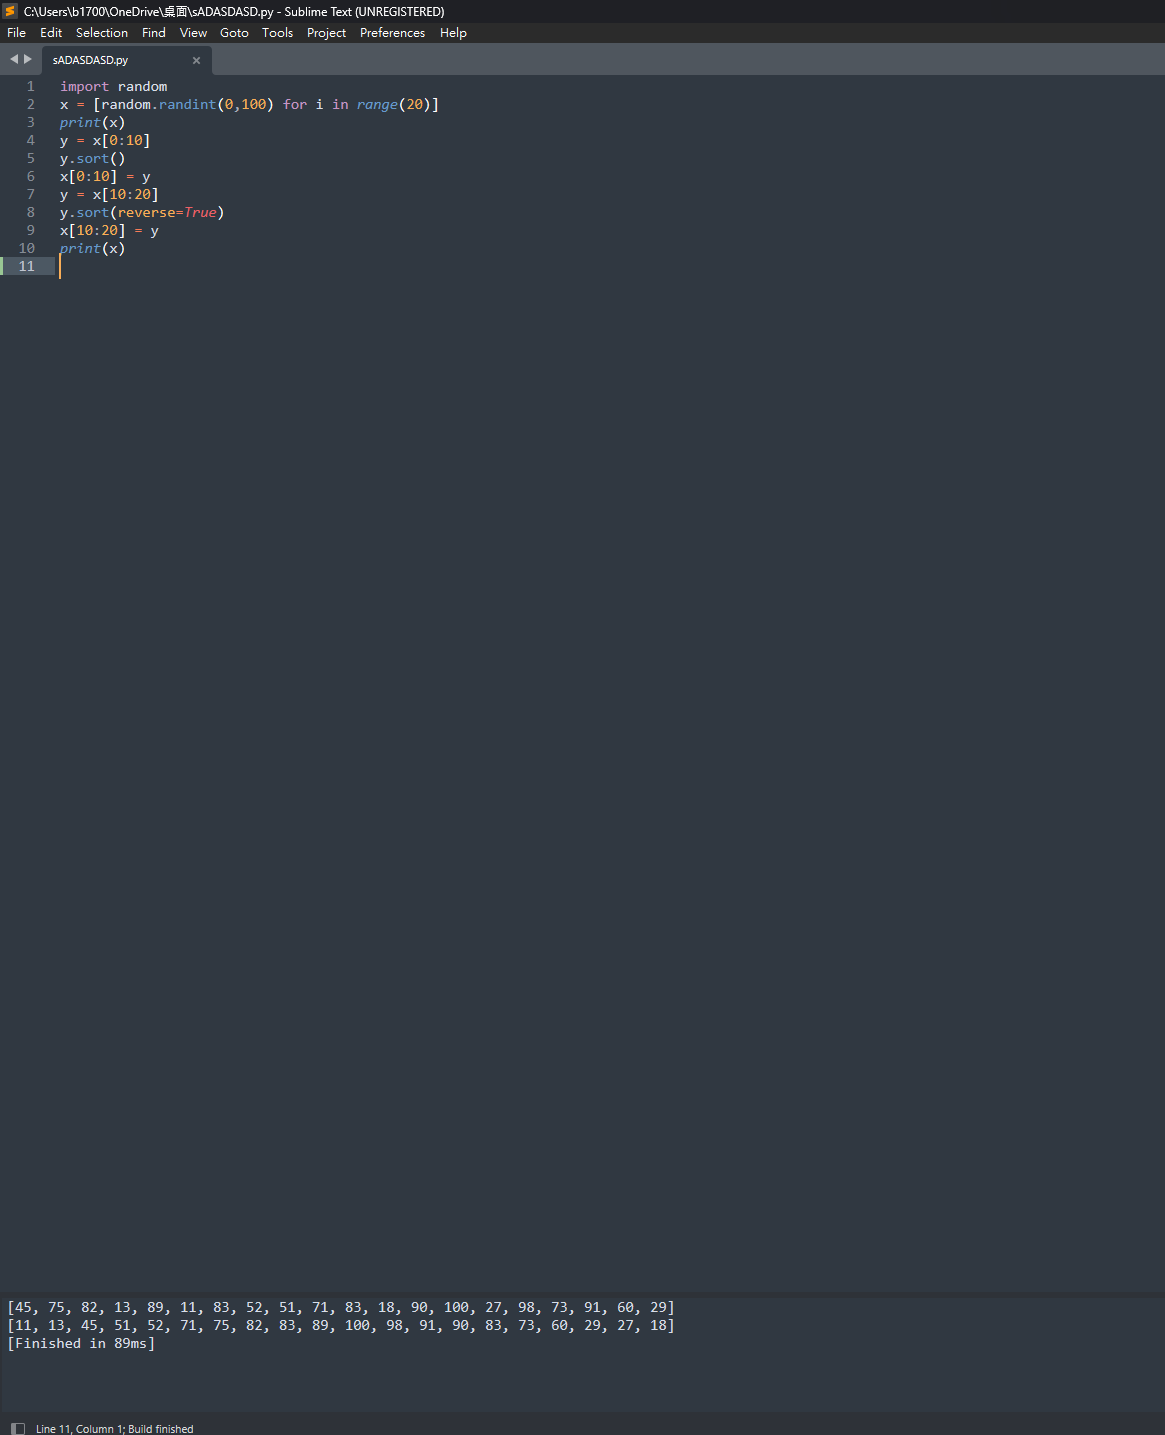 C:\Users\b1700\OneDrive\桌面\sADASDASD.py - Sublime Text (UNREGISTERED)
File Edit Selection Find View Goto Tools Project Preferences Help
sADASDASD.py
1 import random
2 x = [random.randint(0,100) for i in range(20)]
3 print(x)
4 y = x[0:10]
5 y.sort()
6 x[0:10] = y
7 y = x[10:20]
8 y.sort(reverse=True)
9 x[10:20] = y
10 print(x)
11
[45, 75, 82, 13, 89, 11, 83, 52, 51, 71, 83, 18, 90, 100, 27, 98, 73, 91, 60, 29]
[11, 13, 45, 51, 52, 71, 75, 82, 83, 89, 100, 98, 91, 90, 83, 73, 60, 29, 27, 18]
[Finished in 89ms]
Line 11, Column 1; Build finished